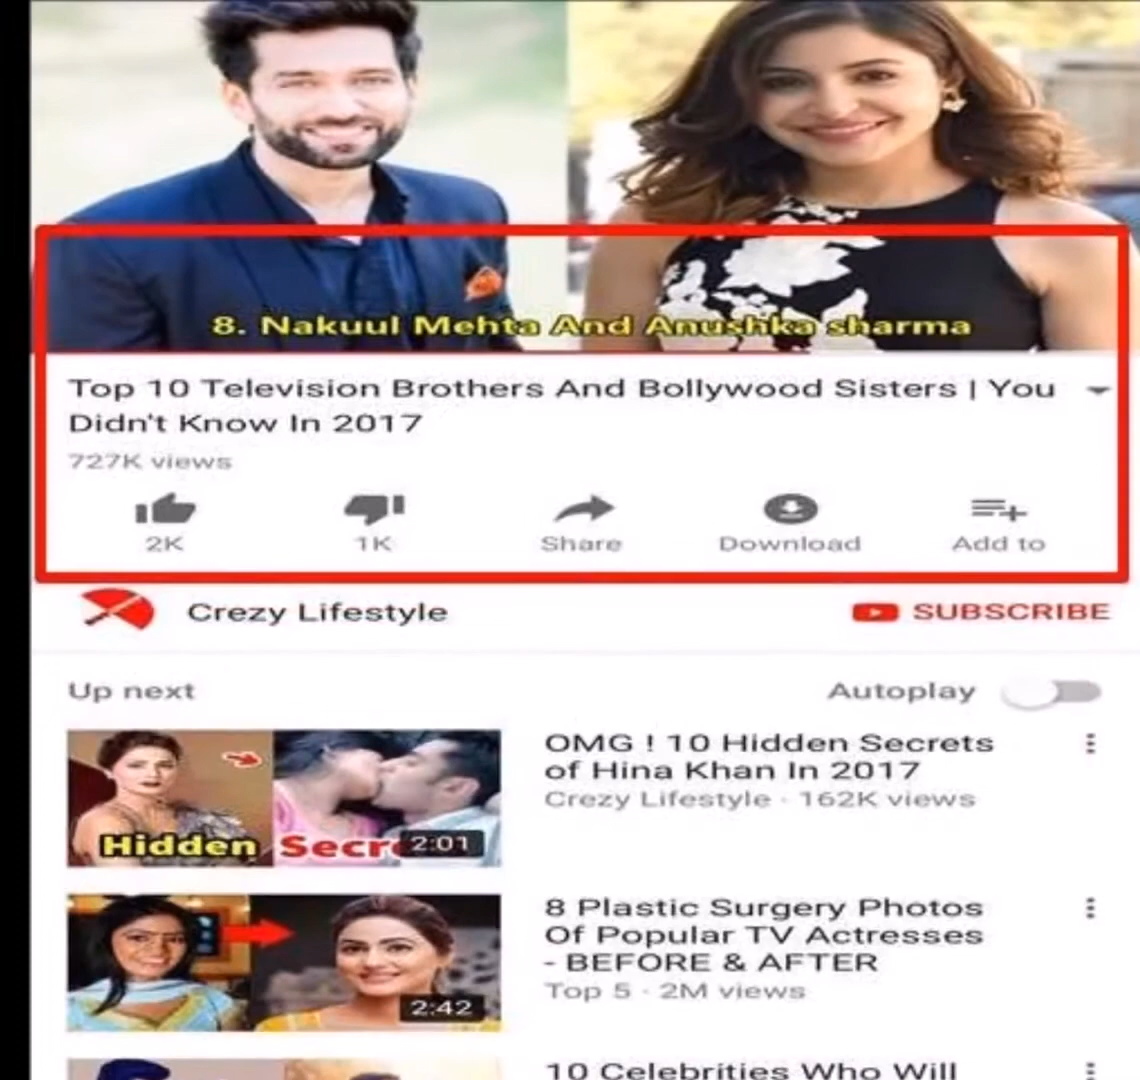 8. Nakuul Mehta And Anushka sharma
Top 10 Television Brothers And Bollywood Sisters | You
Didn't Know In 2017
727K views
2K
1K
Share
Download
Add to
Crezy Lifestyle
SUBSCRIBE
Up next
Autoplay
Hidden Secr
2:01
OMG ! 10 Hidden Secrets
of Hina Khan In 2017
Crezy Lifestyle · 162K views
2:42
8 Plastic Surgery Photos
Of Popular TV Actresses
- BEFORE & AFTER
Top 5 · 2M views
10 Celebrities Who Will